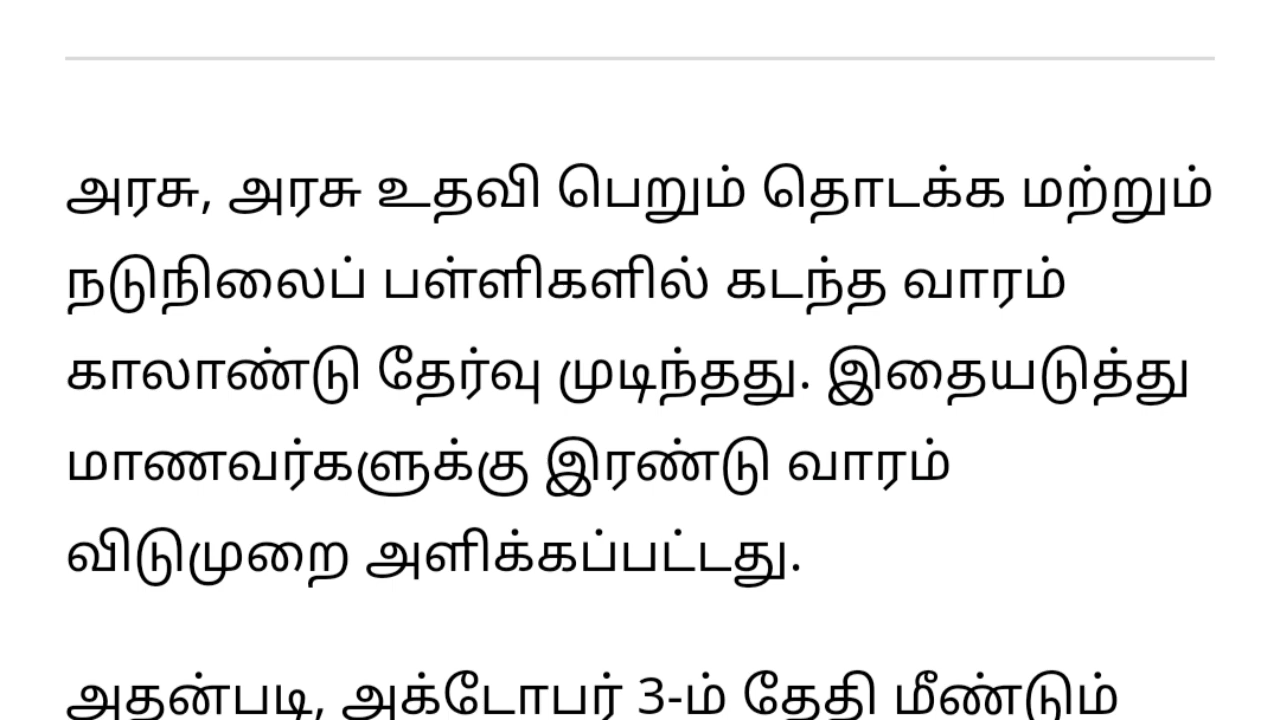 அரசு, அரசு உதவி பெறும் தொடக்க மற்றும்
நடுநிலைப் பள்ளிகளில் கடந்த வாரம்
காலாண்டு தேர்வு முடிந்தது. இதையடுத்து
மாணவர்களுக்கு இரண்டு வாரம்
விடுமுறை அளிக்கப்பட்டது.
அதன்படி, அக்டோபர் 3-ம் தேதி மீண்டும்